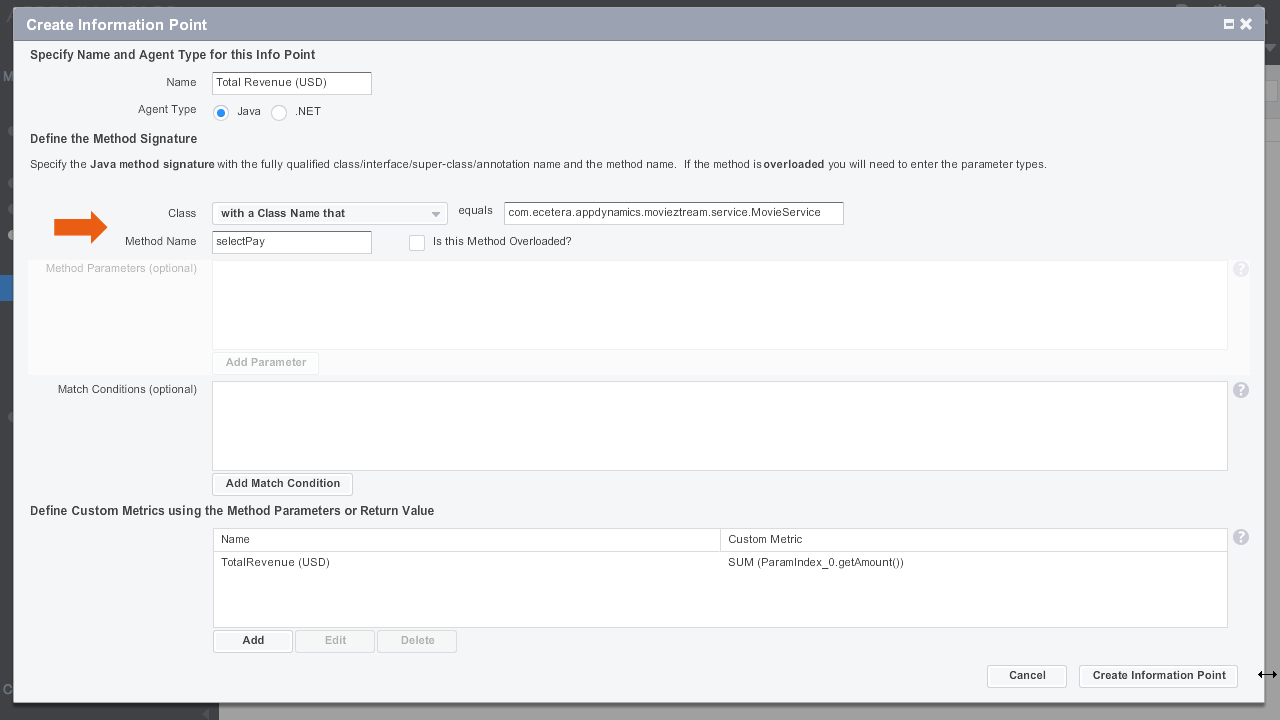 Create Information Point
Specify Name and Agent Type for this Info Point
Name Total Revenue (USD)
Agent Type Java .NET
Define the Method Signature
Specify the Java method signature with the fully qualified class/interface/super-class/annotation name and the method name. If the method is overloaded you will need to enter the parameter types.
Class with a Class Name that equals com.ecetera.appdynamics.movieztream.service.MovieService
Method Name selectPay Is this Method Overloaded?
Method Parameters (optional) ?
Add Parameter
Match Conditions (optional) ?
Add Match Condition
Define Custom Metrics using the Method Parameters or Return Value
Name Custom Metric ?
TotalRevenue (USD) SUM (ParamIndex_0.getAmount())
Add Edit Delete
Cancel Create Information Point